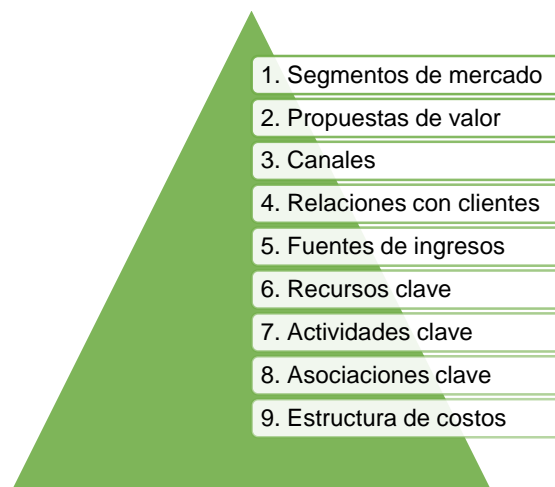 1. Segmentos de mercado
2. Propuestas de valor
3. Canales
4. Relaciones con clientes
5. Fuentes de ingresos
6. Recursos clave
7. Actividades clave
8. Asociaciones clave
9. Estructura de costos